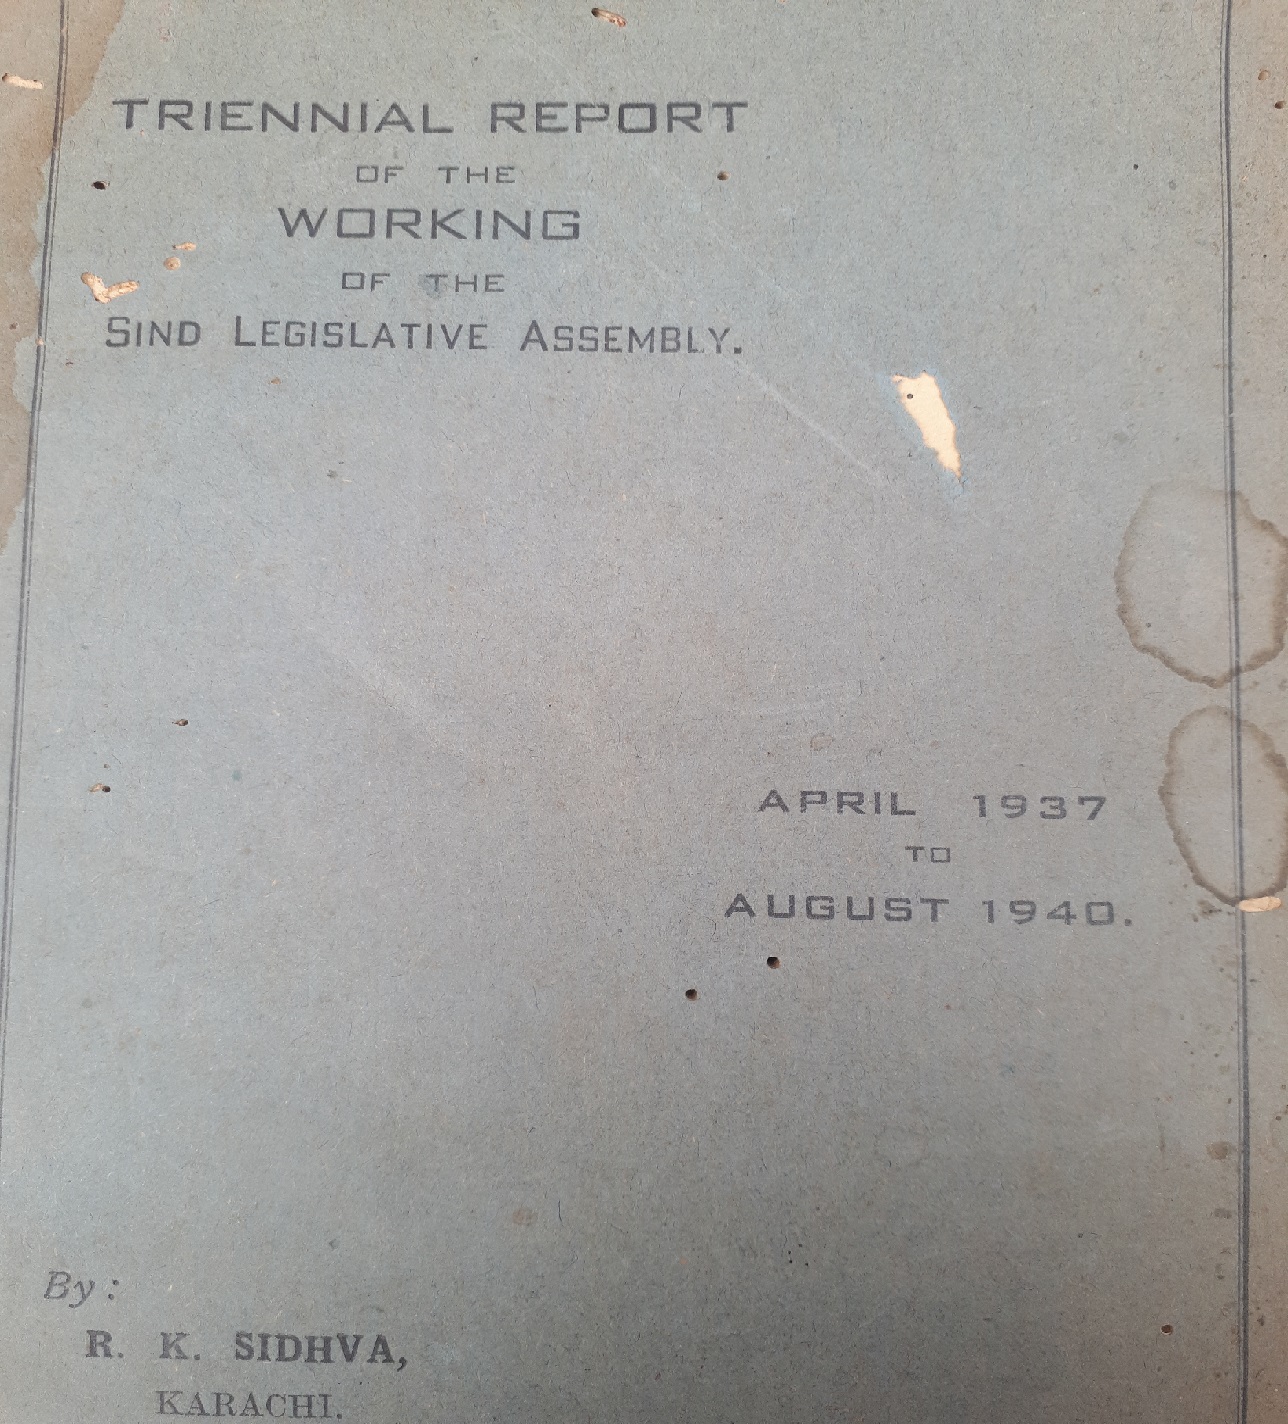 TRIENNIAL REPORT
OF THE
WORKING
OF THE
SIND LEGISLATIVE ASSEMBLY.
APRIL 1937
TO
AUGUST 1940.
By :
R. K. SIDHVA,
KARACHI.